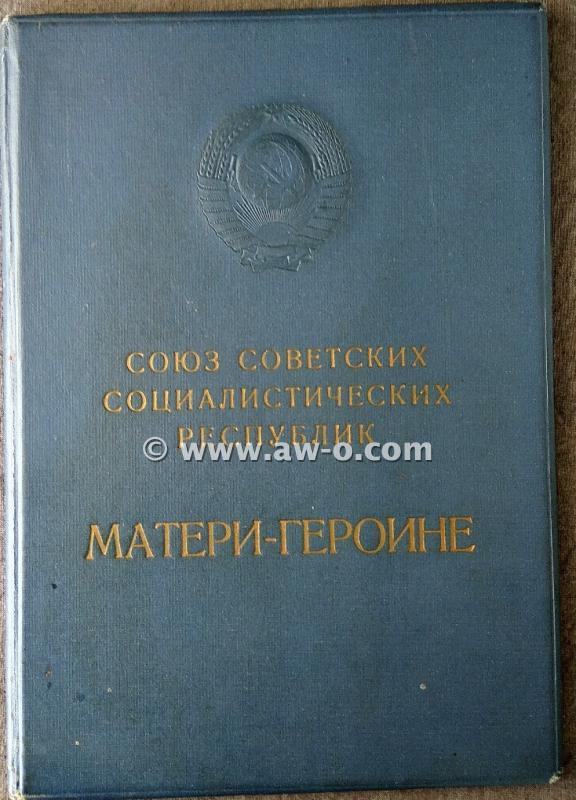 СОЮЗ СОВЕТСКИХ
СОЦИАЛИСТИЧЕСКИХ
РЕСПУБЛИК
© www.aw-o.com
МАТЕРИ-ГЕРОИНЕ